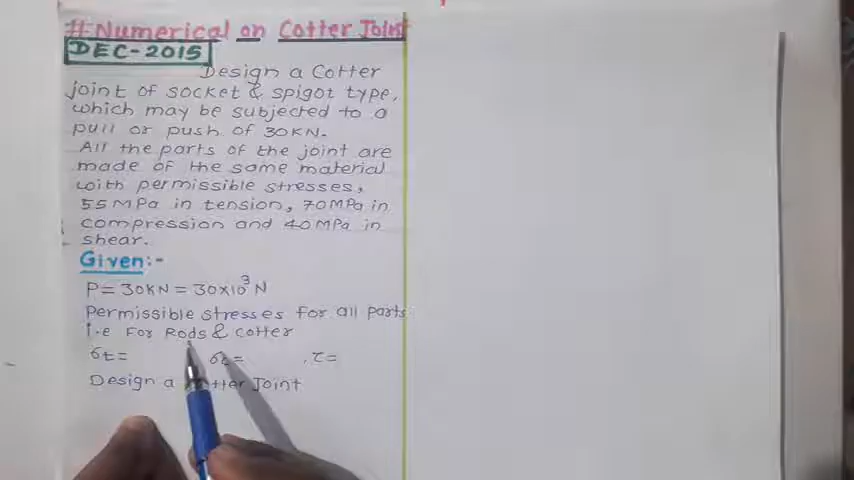 # Numerical on Cotter Joint
DEC-2015
Design a Cotter
joint of socket & spigot type,
which may be subjected to a
pull or push of 30KN.
All the parts of the joint are
made of the same material
with permissible stresses,
55MPa in tension, 70MPa in
compression and 40MPa in
shear.
Given:-
P= 30KN = 30×10³ N
Permissible stresses for all parts
i.e For Rods & cotter
σt= σc= , τ=
Design a Cotter Joint